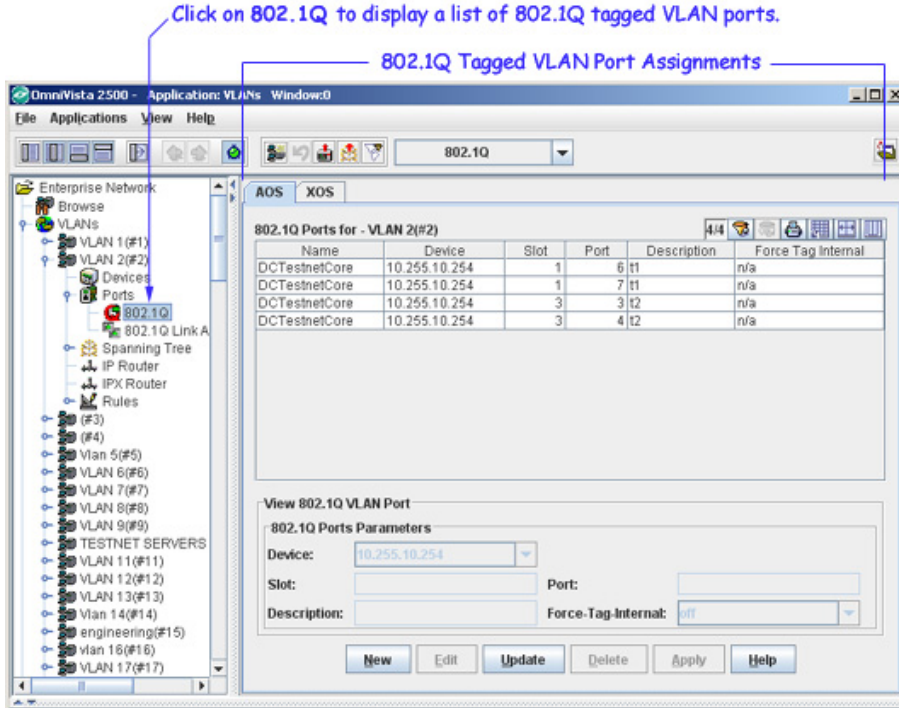 Click on 802.1Q to display a list of 802.1Q tagged VLAN ports.
802.1Q Tagged VLAN Port Assignments
OmniVista 2500 - Application: VLANs Window:0
File Applications View Help
802.1Q
Enterprise Network
Browse
VLANs
VLAN 1(#1)
VLAN 2(#2)
Devices
Ports
802.1Q
802.1Q Link A
Spanning Tree
IP Router
IPX Router
Rules
(#3)
(#4)
Vlan 5(#5)
VLAN 6(#6)
VLAN 7(#7)
VLAN 8(#8)
VLAN 9(#9)
TESTNET SERVERS
VLAN 11(#11)
VLAN 12(#12)
VLAN 13(#13)
Vlan 14(#14)
engineering(#15)
vlan 16(#16)
VLAN 17(#17)
AOS XOS
802.1Q Ports for - VLAN 2(#2) 4/4
Name Device Slot Port Description Force Tag Internal
DCTestnetCore 10.255.10.254 1 6 t1 n/a
DCTestnetCore 10.255.10.254 1 7 t1 n/a
DCTestnetCore 10.255.10.254 3 3 t2 n/a
DCTestnetCore 10.255.10.254 3 4 t2 n/a
View 802.1Q VLAN Port
802.1Q Ports Parameters
Device: 10.255.10.254
Slot: Port:
Description: Force-Tag-Internal: off
New Edit Update Delete Apply Help